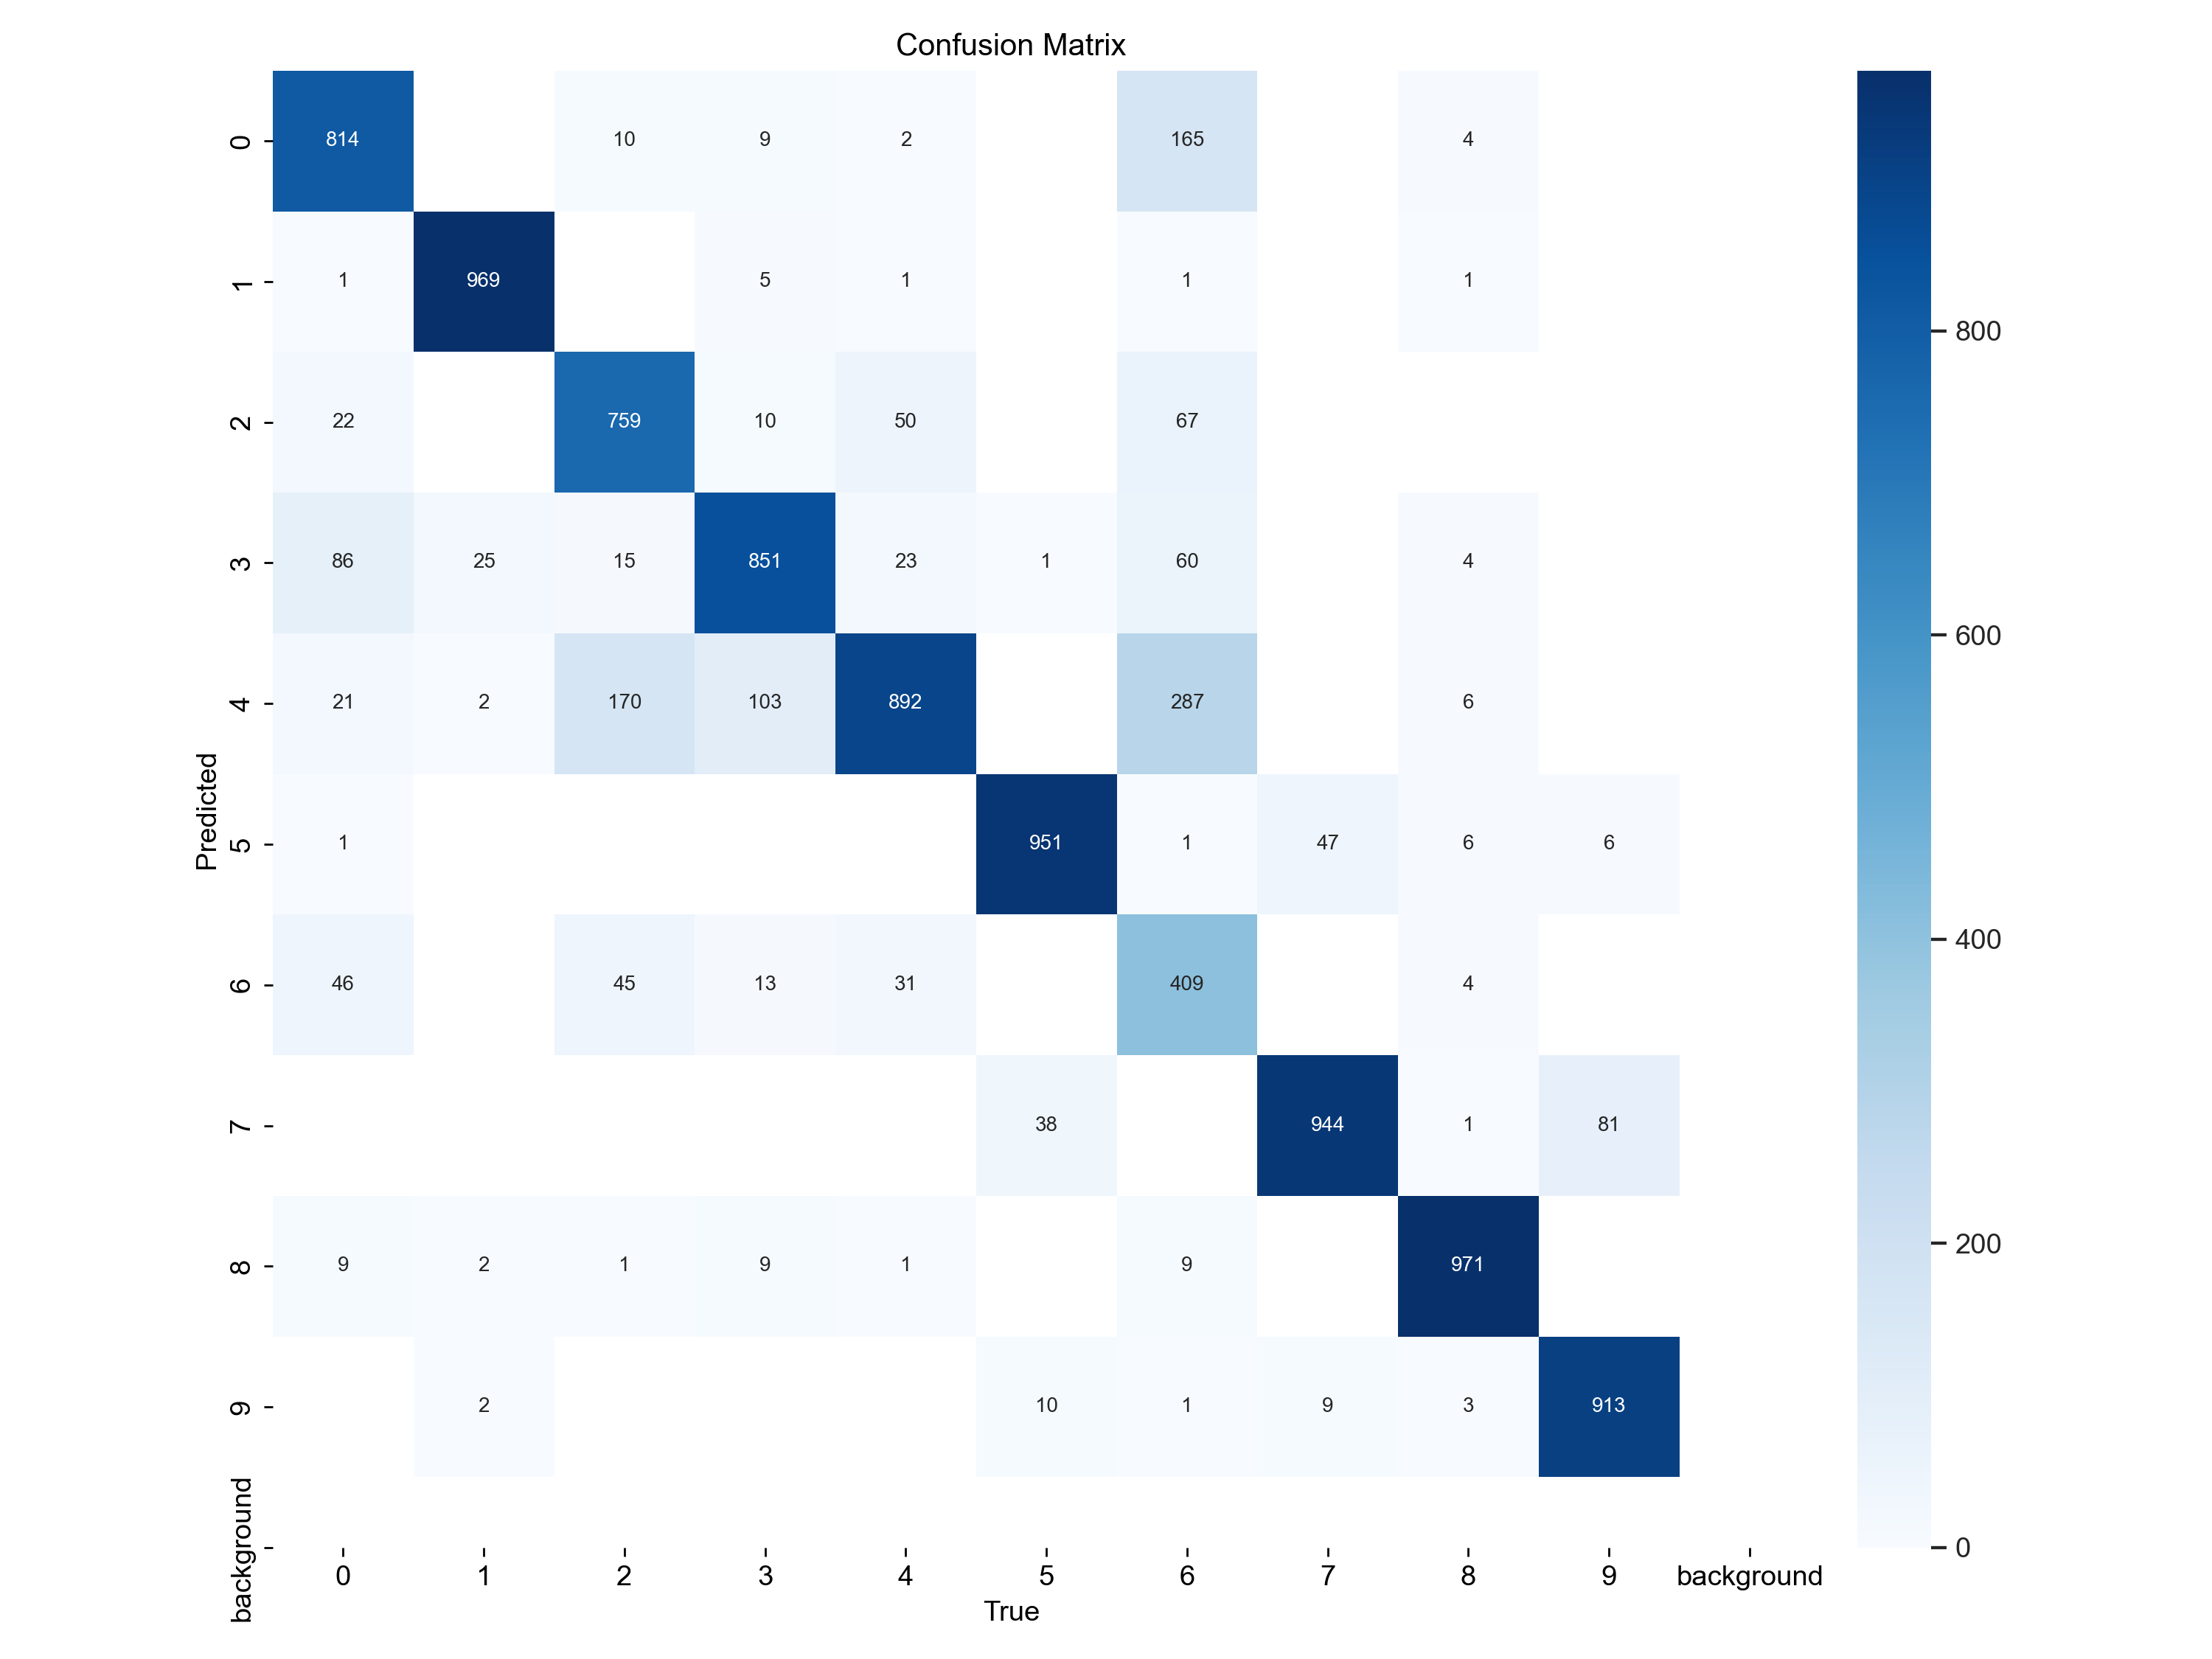 Confusion Matrix
0 814 10 9 2 165 4
1 1 969 5 1 1 1
800
2 22 759 10 50 67
3 86 25 15 851 23 1 60 4
600
4 21 2 170 103 892 287 6
Predicted
5 1 951 1 47 6 6
400
6 46 45 13 31 409 4
7 38 944 1 81
200
8 9 2 1 9 1 9 971
9 2 10 1 9 3 913
background
0
0 1 2 3 4 5 6 7 8 9 background
True